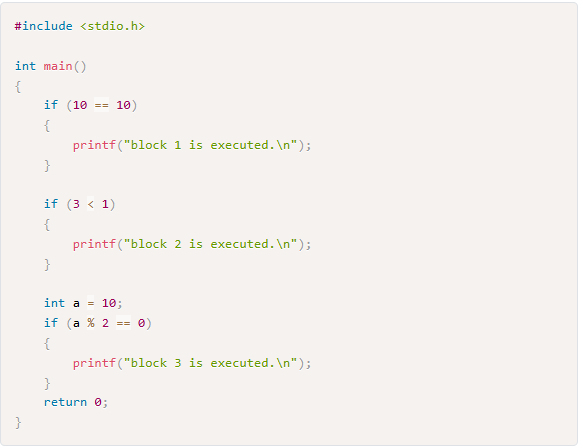 #include <stdio.h>

int main()
{
    if (10 == 10)
    {
        printf("block 1 is executed.\n");
    }

    if (3 < 1)
    {
        printf("block 2 is executed.\n");
    }

    int a = 10;
    if (a % 2 == 0)
    {
        printf("block 3 is executed.\n");
    }
    return 0;
}